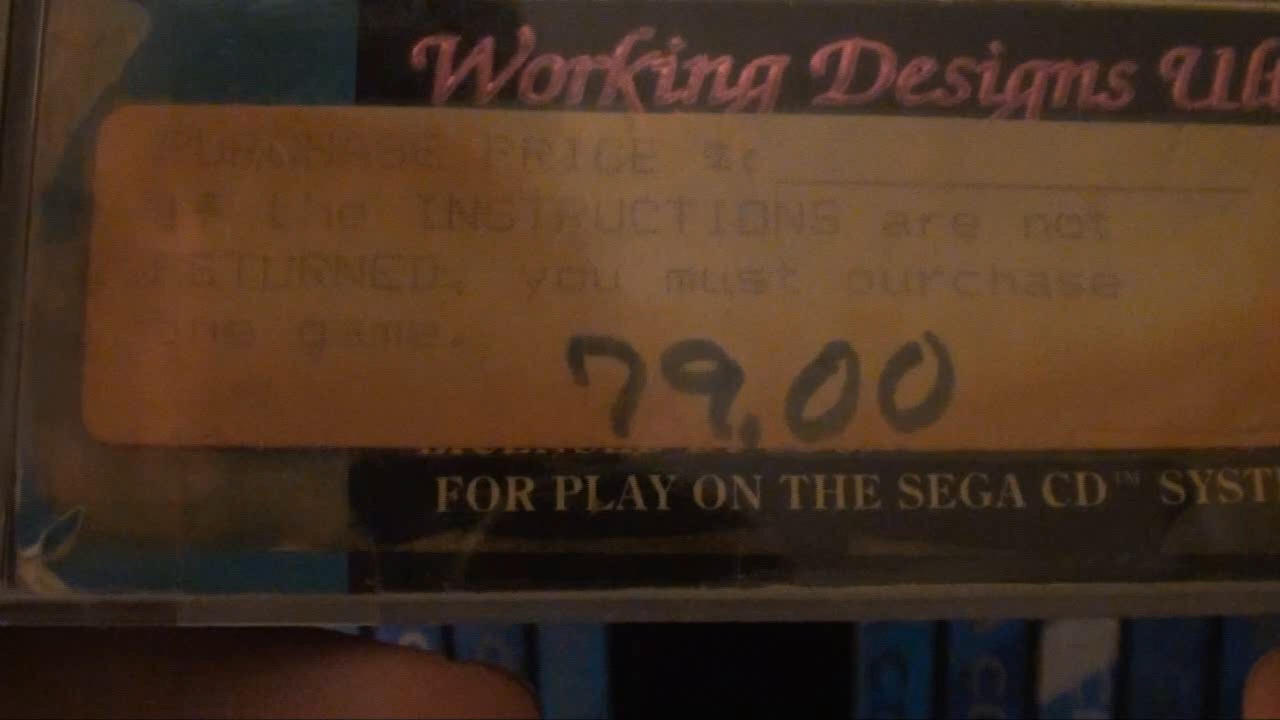 Working Designs
PURCHASE PRICE $:
If the INSTRUCTIONS are not
RETURNED, you must purchase
the game.
79.00
FOR PLAY ON THE SEGA CD™